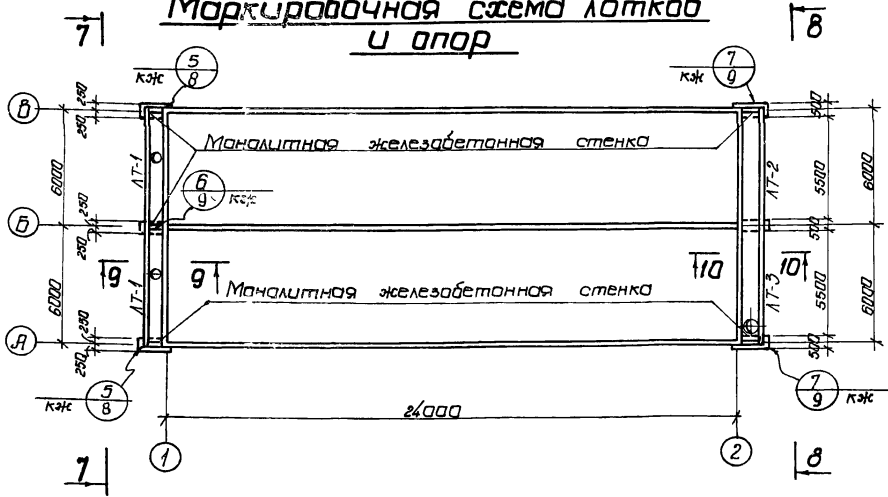 Маркировочная схема лотков
и опор
7
8
5
8
КЖ
7
9
КЖ
В
250
250
500
Монолитная железобетонная стенка
6000
ЛТ-1
ЛТ-2
5500
6000
6
9
КЖ
Б
250
250
500
500
9
9
10
10
6000
ЛТ-1
Монолитная железобетонная стенка
ЛТ-3
5500
6000
А
250
250
500
5
8
КЖ
7
9
КЖ
24000
1
2
7
8